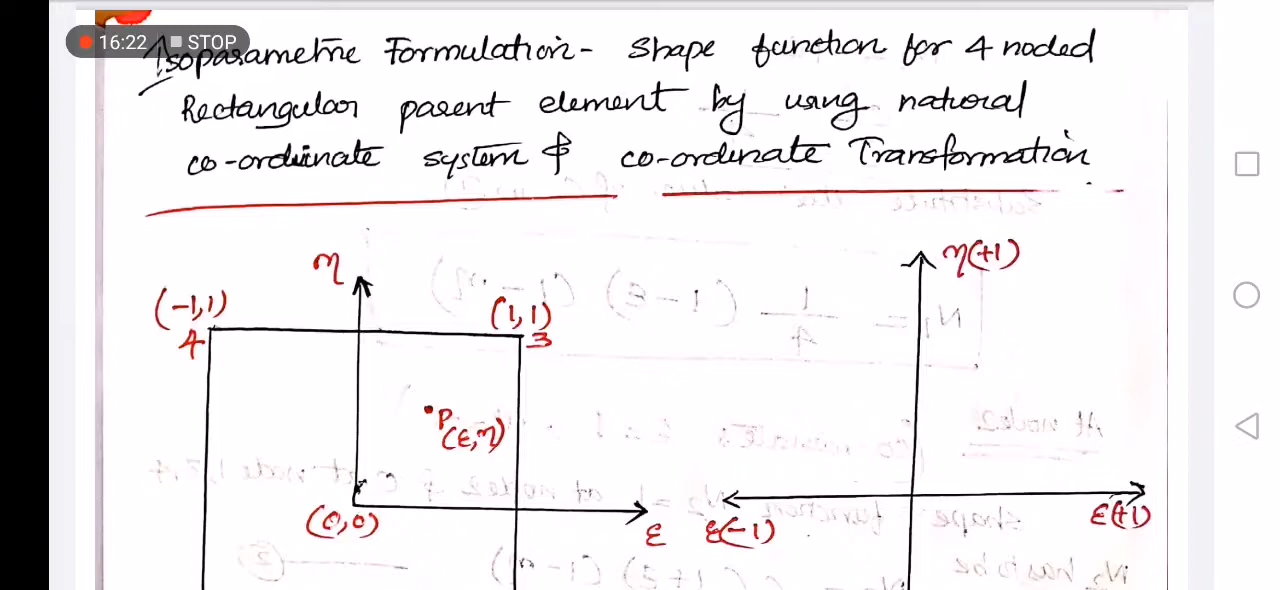 16:22 STOP
Isoparametric Formulation - Shape function for 4 noded
Rectangular parent element by using natural
co-ordinate system & co-ordinate Transformation
η
η(+1)
(-1,1)
(1,1)
4
3
P
(ε,η)
(0,0)
ε
ε(-1)
ε(+1)